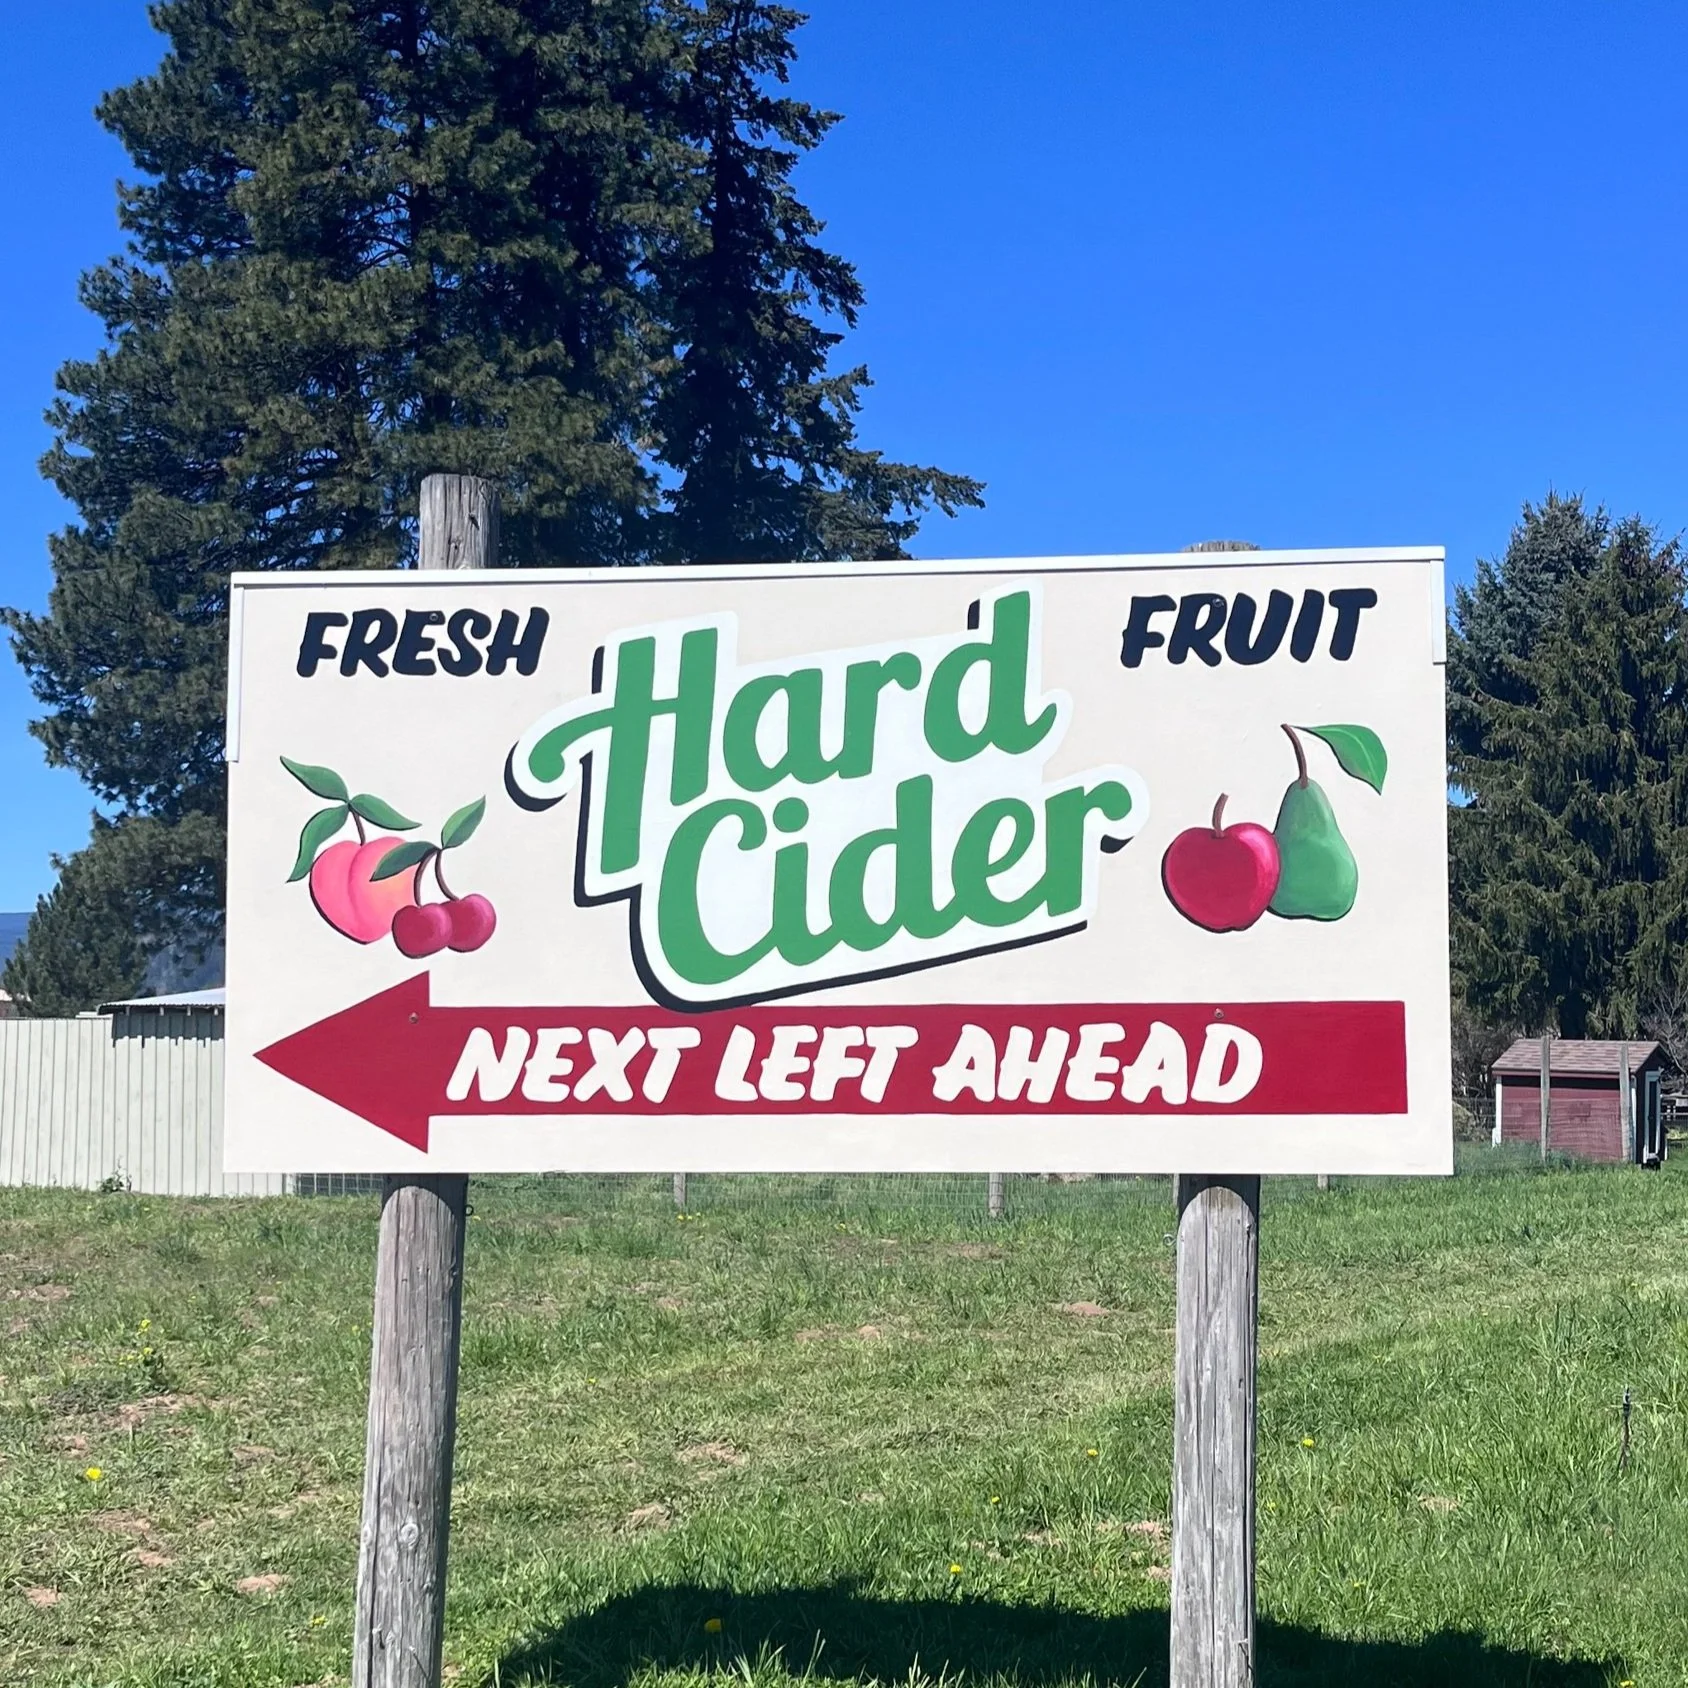 FRESH
FRUIT
Hard
Cider
NEXT LEFT AHEAD